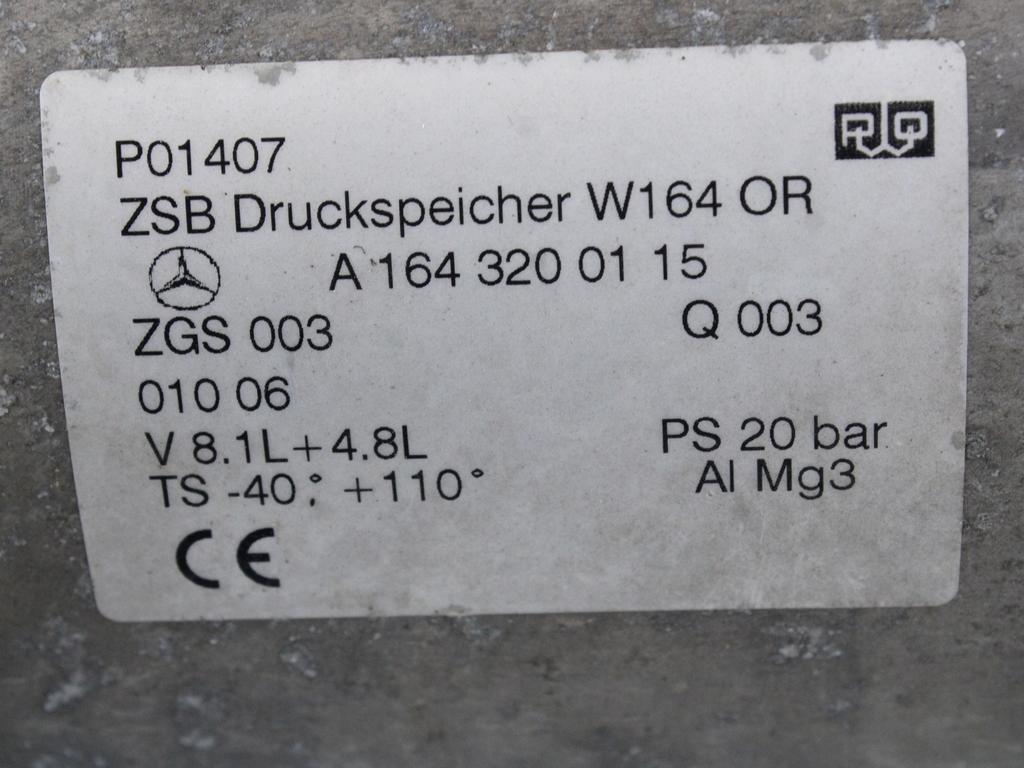 P01407
ZSB Druckspeicher W164 OR
A 164 320 01 15
ZGS 003 Q 003
010 06
V 8.1L+4.8L PS 20 bar
TS -40°; +110° Al Mg3
CE